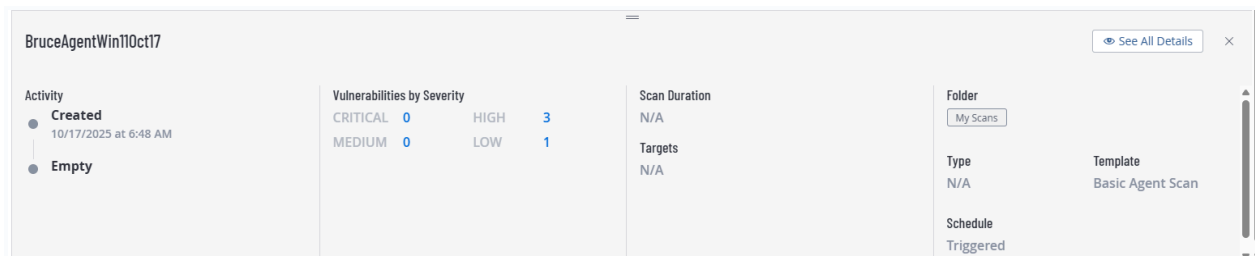 BruceAgentWin11Oct17
See All Details
Activity
Created
10/17/2025 at 6:48 AM
Empty
Vulnerabilities by Severity
CRITICAL 0 HIGH 3
MEDIUM 0 LOW 1
Scan Duration
N/A
Targets
N/A
Folder
My Scans
Type Template
N/A Basic Agent Scan
Schedule
Triggered